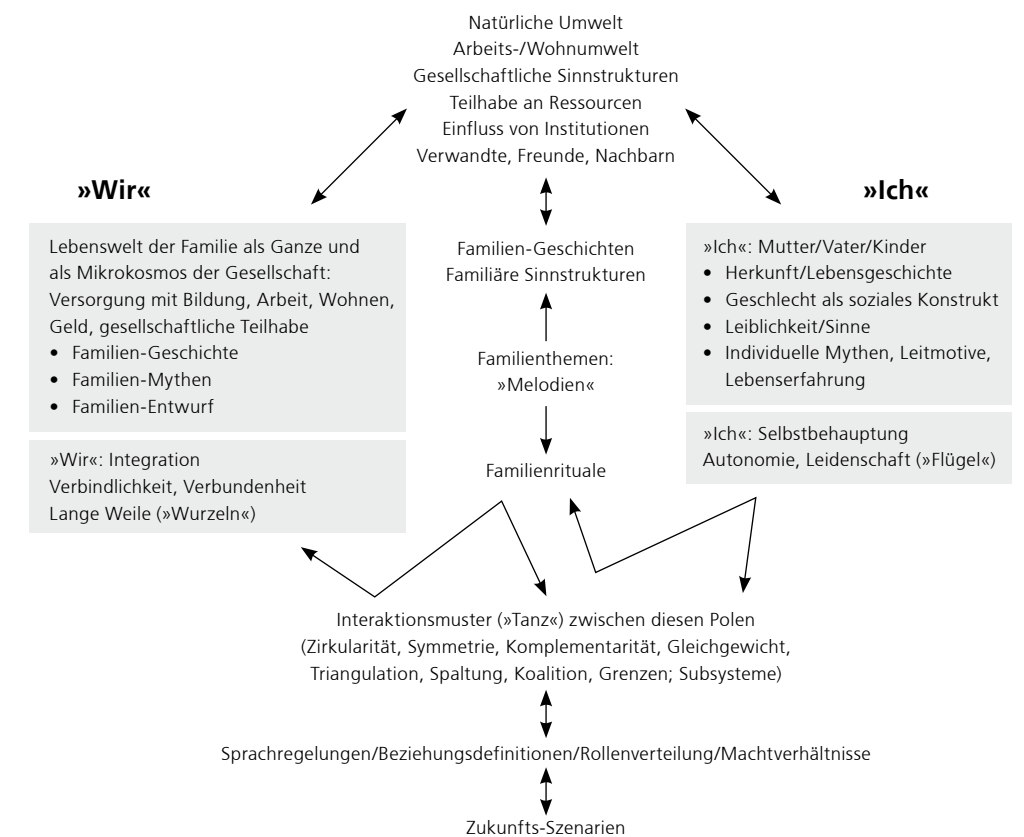 Natürliche Umwelt
Arbeits-/Wohnumwelt
Gesellschaftliche Sinnstrukturen
Teilhabe an Ressourcen
Einfluss von Institutionen
Verwandte, Freunde, Nachbarn
»Wir«
Lebenswelt der Familie als Ganze und
als Mikrokosmos der Gesellschaft:
Versorgung mit Bildung, Arbeit, Wohnen,
Geld, gesellschaftliche Teilhabe
• Familien-Geschichte
• Familien-Mythen
• Familien-Entwurf
»Wir«: Integration
Verbindlichkeit, Verbundenheit
Lange Weile (»Wurzeln«)
Familien-Geschichten
Familiäre Sinnstrukturen
Familienthemen:
»Melodien«
Familienrituale
»Ich«
»Ich«: Mutter/Vater/Kinder
• Herkunft/Lebensgeschichte
• Geschlecht als soziales Konstrukt
• Leiblichkeit/Sinne
• Individuelle Mythen, Leitmotive,
Lebenserfahrung
»Ich«: Selbstbehauptung
Autonomie, Leidenschaft (»Flügel«)
Interaktionsmuster (»Tanz«) zwischen diesen Polen
(Zirkularität, Symmetrie, Komplementarität, Gleichgewicht,
Triangulation, Spaltung, Koalition, Grenzen; Subsysteme)
Sprachregelungen/Beziehungsdefinitionen/Rollenverteilung/Machtverhältnisse
Zukunfts-Szenarien